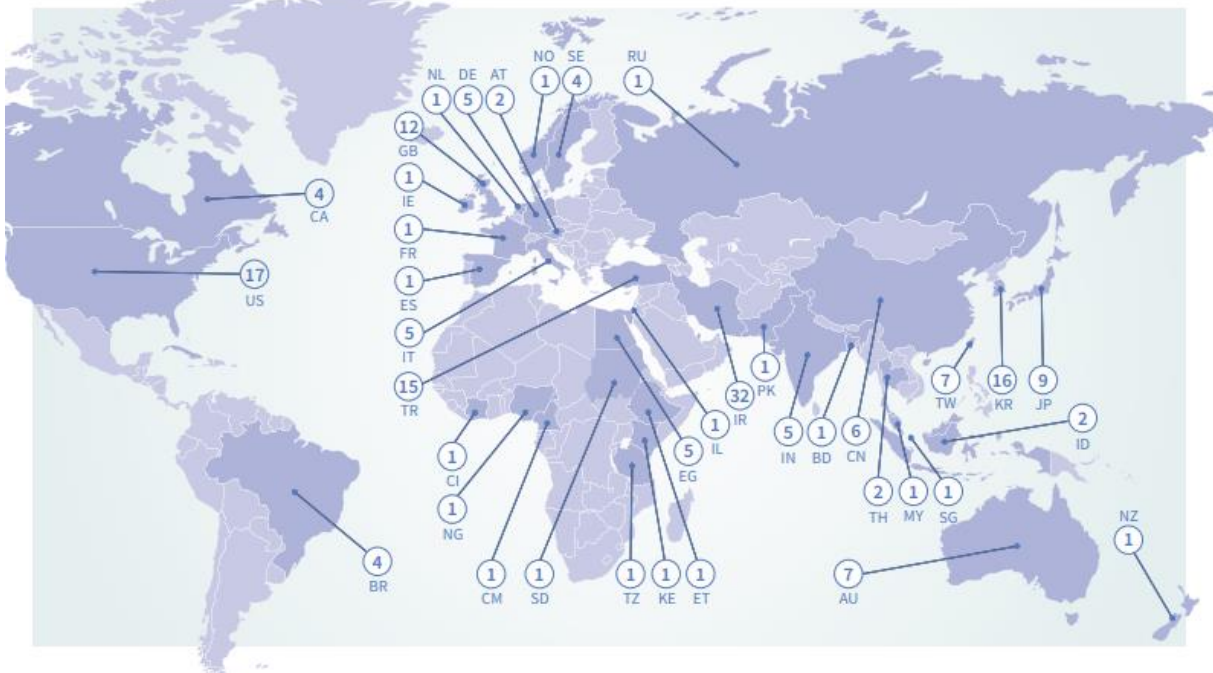 NO SE
1 4
RU
1
NL DE AT
1 5 2
12
GB
1
IE
1
FR
1
ES
5
IT
15
TR
4
CA
17
US
4
BR
1
CI
1
NG
1
CM
1
SD
1
TZ
1
KE
1
ET
5
EG
1
IL
32
IR
1
PK
5
IN
1
BD
6
CN
7
TW
16
KR
9
JP
2
ID
2
TH
1
MY
1
SG
7
AU
NZ
1